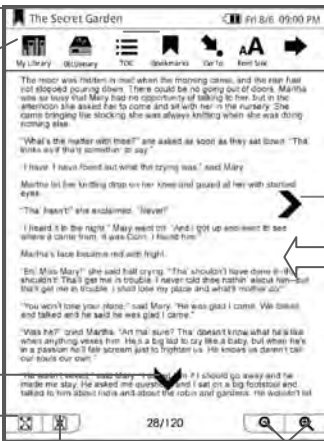 The Secret Garden
Fri 8/6 09:00 PM
My Library
Dictionary
TOC
Bookmarks
Go To
Font Size
The moor was hidden in mist when the morning came, and the rain had
not stopped pouring down. There could be no going out of doors. Martha
was so busy that Mary had no opportunity of talking to her, but in the
afternoon she asked her to come and sit with her in the nursery. She
came bringing the stocking she was always knitting when she was doing
nothing else.
"What's the matter with thee?" she asked as soon as they sat down. "Tha
looks as if tha'd somethin' to say."
"I have. I have found out what the crying was," said Mary.
Martha let her knitting drop on her knee and gazed at her with startled
eyes.
"Tha' hasn't!" she exclaimed. "Never!"
"I heard it in the night," Mary went on. "And I got up and went to see
where it came from. It was Colin. I found him."
Martha's face became red with fright.
"Eh! Miss Mary!" she said half crying. "Tha' shouldn't have done it--tha'
shouldn't! Tha'll get me in trouble. I never told thee nothin' about him--but
tha'll get me in trouble. I shall lose my place and what'll mother do!"
"You won't lose your place," said Mary. "He was glad I came. We talked
and talked and he said he was glad I came."
"Was he?" cried Martha. "Art tha' sure? Tha' doesn't know what he's like
when anything vexes him. He's a big lad to cry like a baby, but when he's
in a passion he'll fair scream just to frighten us. He knows us daren't call
our souls our own."
"He wasn't vexed," said Mary. if I should go away and he
made me stay. He asked me questions and I sat on a big footstool and
talked to him about India and about the robin and gardens. He wouldn't let
28/120